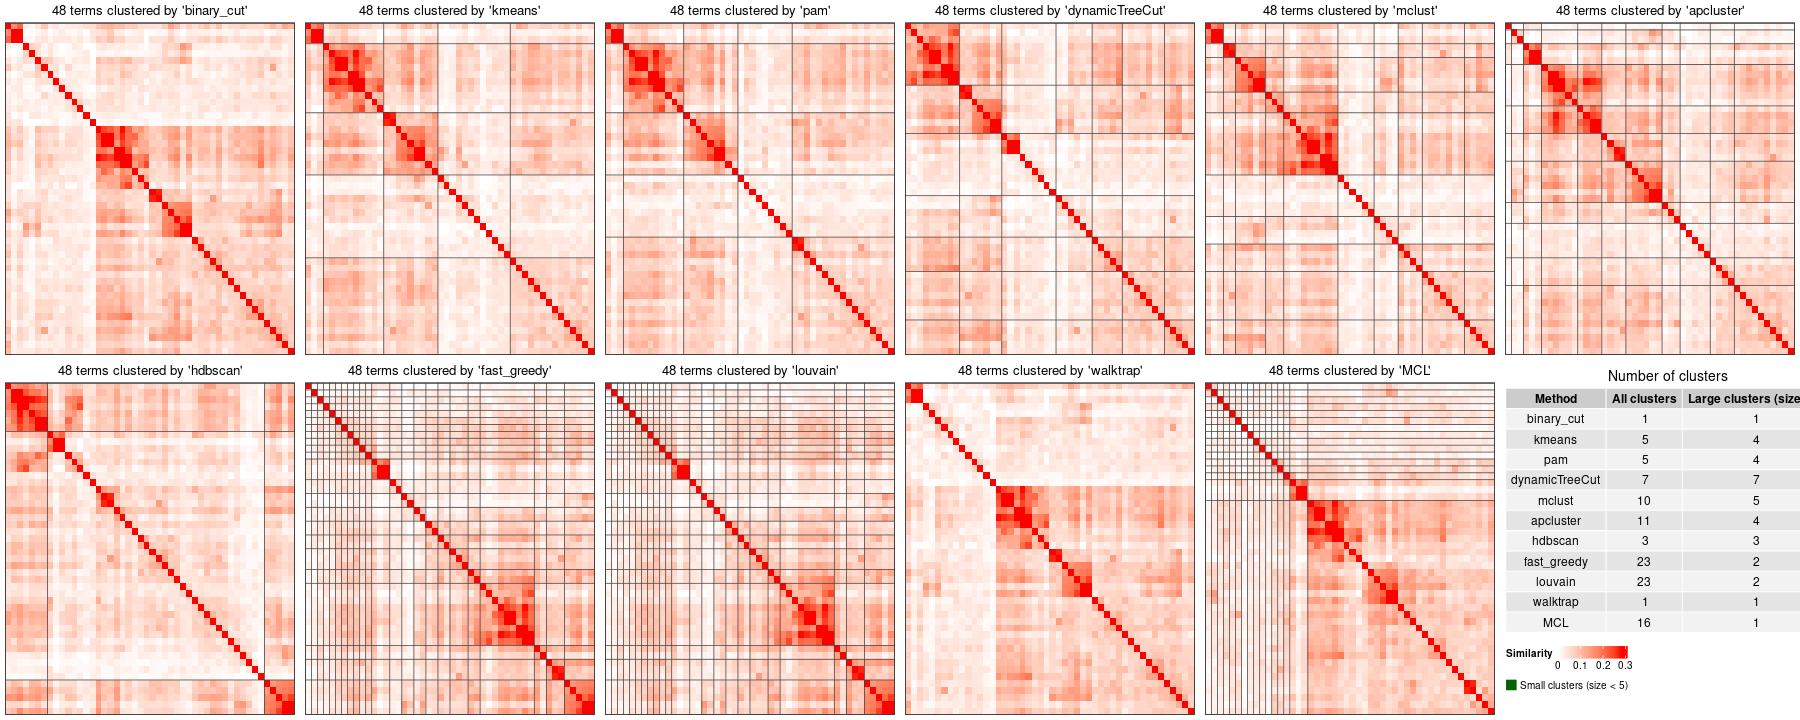 48 terms clustered by 'binary_cut'
48 terms clustered by 'kmeans'
48 terms clustered by 'pam'
48 terms clustered by 'dynamicTreeCut'
48 terms clustered by 'mclust'
48 terms clustered by 'apcluster'
48 terms clustered by 'hdbscan'
48 terms clustered by 'fast_greedy'
48 terms clustered by 'louvain'
48 terms clustered by 'walktrap'
48 terms clustered by 'MCL'
Number of clusters
Method All clusters Large clusters (size
binary_cut 1 1
kmeans 5 4
pam 5 4
dynamicTreeCut 7 7
mclust 10 5
apcluster 11 4
hdbscan 3 3
fast_greedy 23 2
louvain 23 2
walktrap 1 1
MCL 16 1
Similarity
0 0.1 0.2 0.3
Small clusters (size < 5)